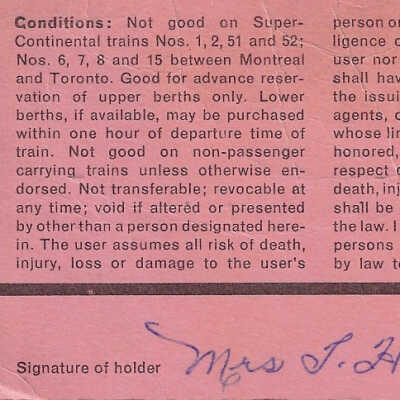 Conditions: Not good on Super-
Continental trains Nos. 1, 2, 51 and 52;
Nos. 6, 7, 8 and 15 between Montreal
and Toronto. Good for advance reser-
vation of upper berths only. Lower
berths, if available, may be purchased
within one hour of departure time of
train. Not good on non-passenger
carrying trains unless otherwise en-
dorsed. Not transferable; revocable at
any time; void if altered or presented
by other than a person designated here-
in. The user assumes all risk of death,
injury, loss or damage to the user's
person or
ligence o
user nor
shall hav
the issui
agents, o
whose lin
honored,
respect o
death, inj
shall be
the law. I
persons
by law to
Signature of holder Mrs T. H